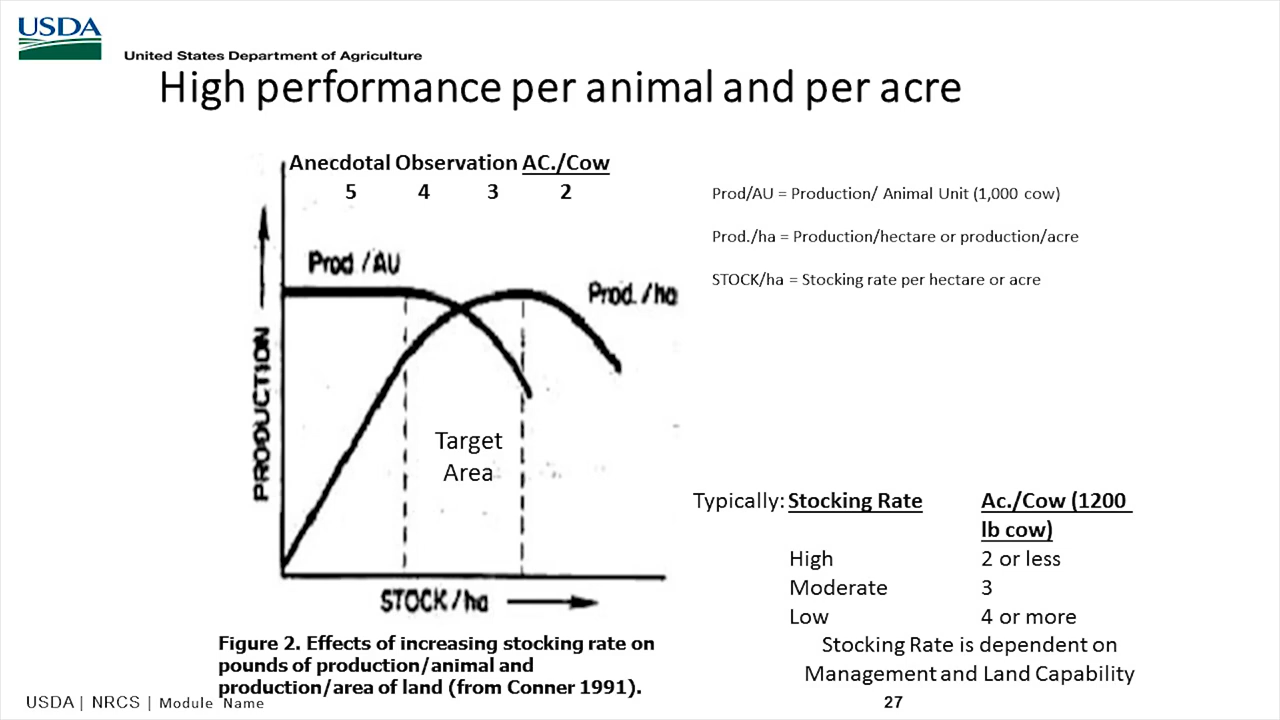 USDA
United States Department of Agriculture
High performance per animal and per acre
Anecdotal Observation AC./Cow
5 4 3 2
Prod/AU = Production/ Animal Unit (1,000 cow)
Prod./ha = Production/hectare or production/acre
STOCK/ha = Stocking rate per hectare or acre
Prod/AU
Prod./ha
PRODUCTION
Target
Area
STOCK/ha
Typically: Stocking Rate Ac./Cow (1200
lb cow)
High 2 or less
Moderate 3
Low 4 or more
Stocking Rate is dependent on
Management and Land Capability
Figure 2. Effects of increasing stocking rate on
pounds of production/animal and
production/area of land (from Conner 1991).
USDA | NRCS | Module Name
27